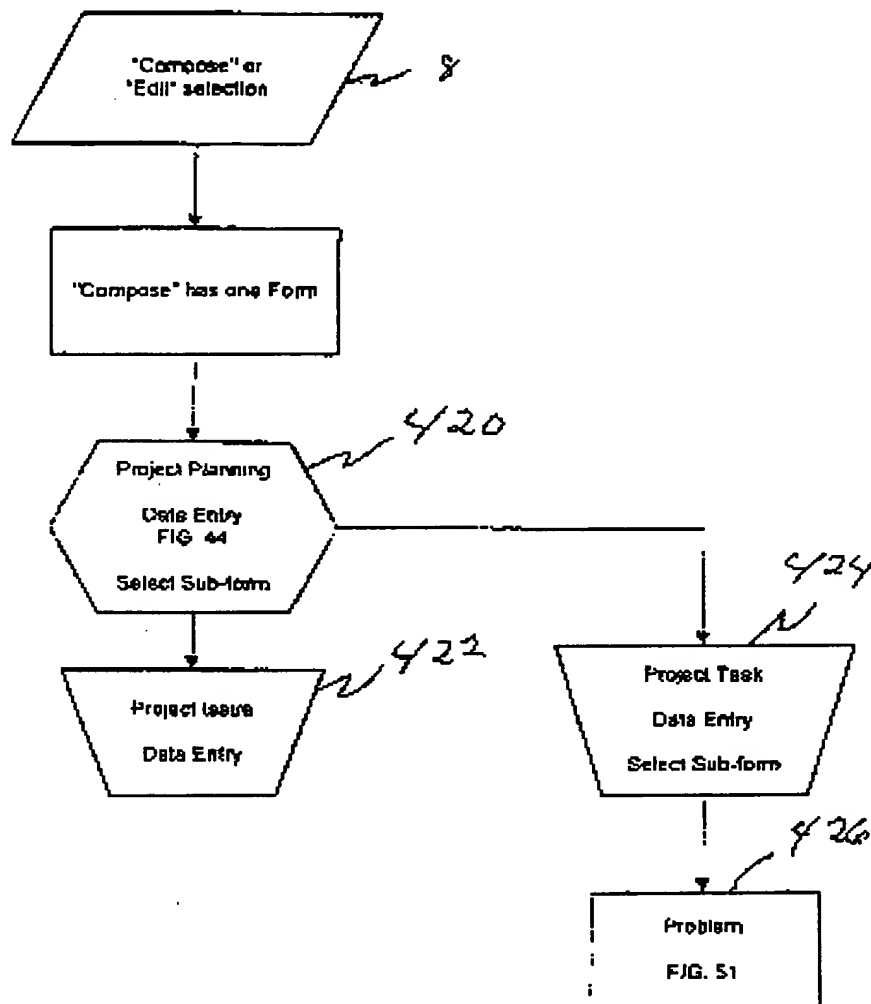 "Compose" or
"Edit" selection
8
"Compose" has one Form
420
Project Planning
Data Entry
FIG 44
Select Sub-form
424
422
Project Issue
Data Entry
Project Task
Data Entry
Select Sub-form
426
Problem
FIG. 51